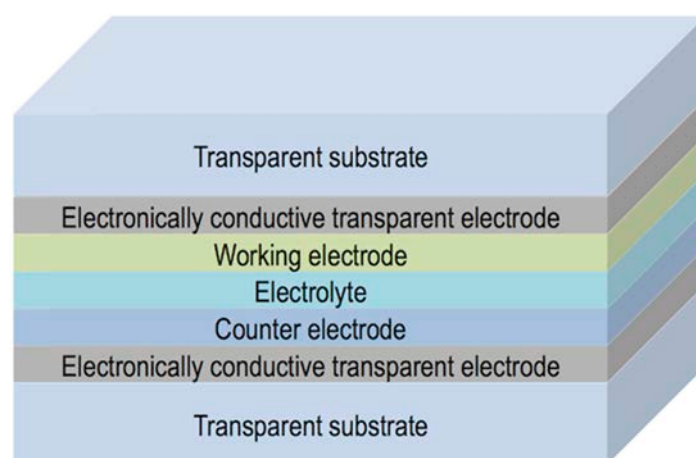 Transparent substrate
Electronically conductive transparent electrode
Working electrode
Electrolyte
Counter electrode
Electronically conductive transparent electrode
Transparent substrate